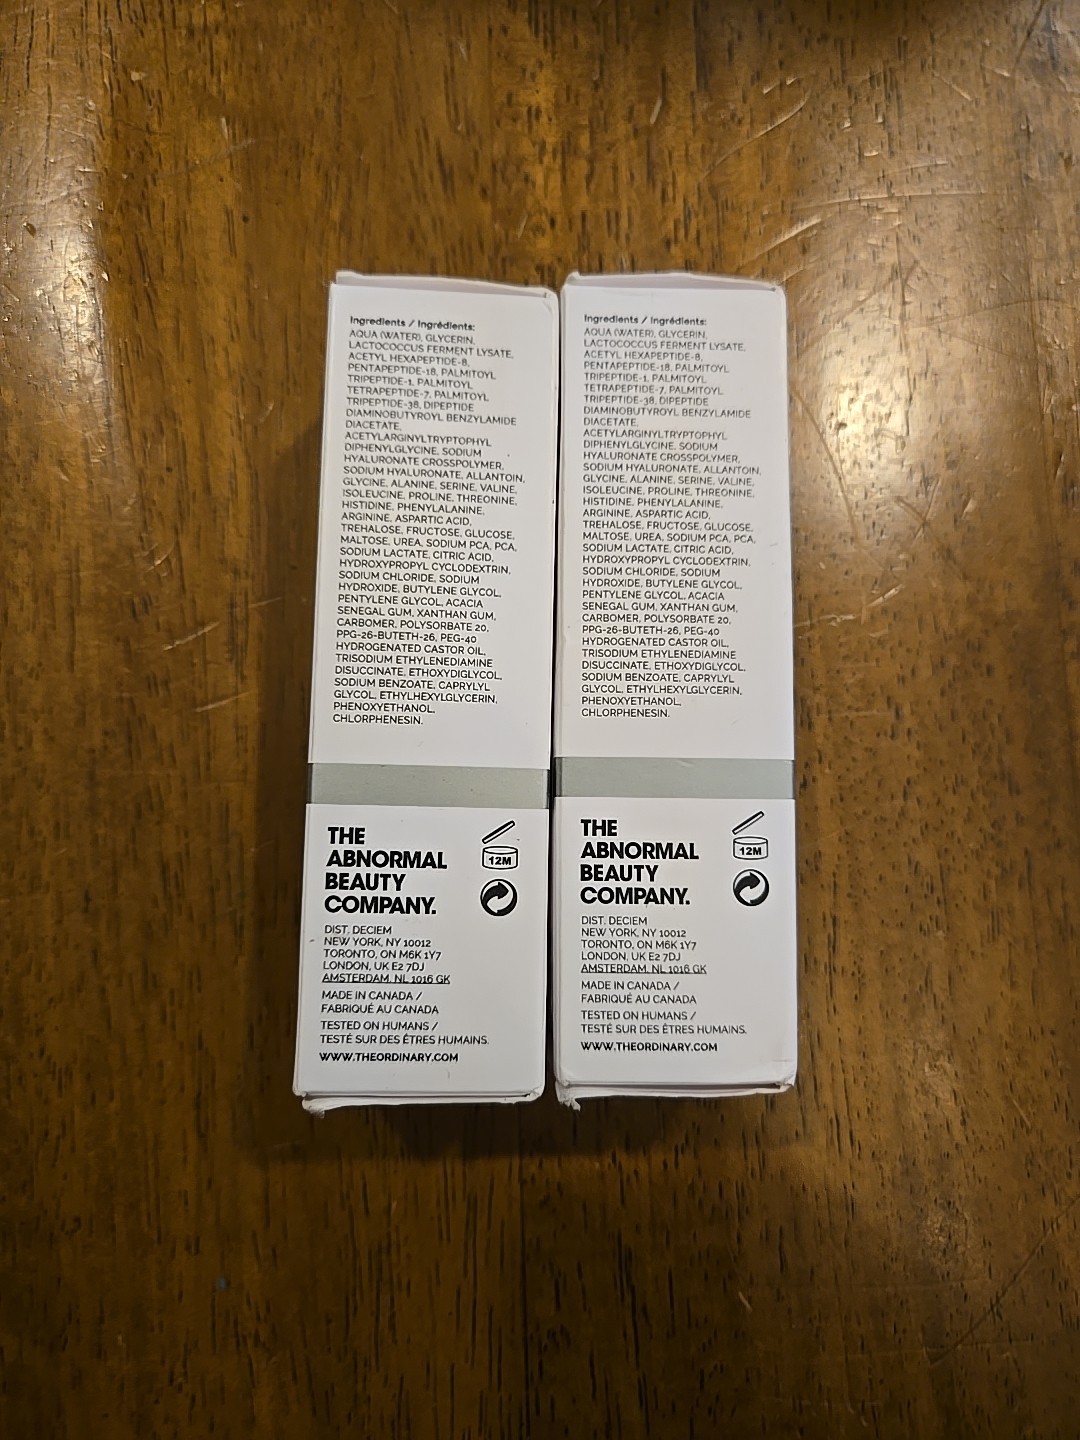 Ingredients / Ingrédients:
AQUA (WATER), GLYCERIN,
LACTOCOCCUS FERMENT LYSATE,
ACETYL HEXAPEPTIDE-8,
PENTAPEPTIDE-18, PALMITOYL
TRIPEPTIDE-1, PALMITOYL
TETRAPEPTIDE-7, PALMITOYL
TRIPEPTIDE-38, DIPEPTIDE
DIAMINOBUTYROYL BENZYLAMIDE
DIACETATE,
ACETYLARGINYLTRYPTOPHYL
DIPHENYLGLYCINE, SODIUM
HYALURONATE CROSSPOLYMER,
SODIUM HYALURONATE, ALLANTOIN,
GLYCINE, ALANINE, SERINE, VALINE,
ISOLEUCINE, PROLINE, THREONINE,
HISTIDINE, PHENYLALANINE,
ARGININE, ASPARTIC ACID,
TREHALOSE, FRUCTOSE, GLUCOSE,
MALTOSE, UREA, SODIUM PCA, PCA,
SODIUM LACTATE, CITRIC ACID,
HYDROXYPROPYL CYCLODEXTRIN,
SODIUM CHLORIDE, SODIUM
HYDROXIDE, BUTYLENE GLYCOL,
PENTYLENE GLYCOL, ACACIA
SENEGAL GUM, XANTHAN GUM,
CARBOMER, POLYSORBATE 20,
PPG-26-BUTETH-26, PEG-40
HYDROGENATED CASTOR OIL,
TRISODIUM ETHYLENEDIAMINE
DISUCCINATE, ETHOXYDIGLYCOL,
SODIUM BENZOATE, CAPRYLYL
GLYCOL, ETHYLHEXYLGLYCERIN,
PHENOXYETHANOL,
CHLORPHENESIN.
THE
ABNORMAL
BEAUTY
COMPANY.
12M
DIST. DECIEM
NEW YORK, NY 10012
TORONTO, ON M6K 1Y7
LONDON, UK E2 7DJ
AMSTERDAM, NL 1016 GK
MADE IN CANADA /
FABRIQUÉ AU CANADA
TESTED ON HUMANS /
TESTÉ SUR DES ÊTRES HUMAINS.
WWW.THEORDINARY.COM
Ingredients / Ingrédients:
AQUA (WATER), GLYCERIN,
LACTOCOCCUS FERMENT LYSATE,
ACETYL HEXAPEPTIDE-8,
PENTAPEPTIDE-18, PALMITOYL
TRIPEPTIDE-1, PALMITOYL
TETRAPEPTIDE-7, PALMITOYL
TRIPEPTIDE-38, DIPEPTIDE
DIAMINOBUTYROYL BENZYLAMIDE
DIACETATE,
ACETYLARGINYLTRYPTOPHYL
DIPHENYLGLYCINE, SODIUM
HYALURONATE CROSSPOLYMER,
SODIUM HYALURONATE, ALLANTOIN,
GLYCINE, ALANINE, SERINE, VALINE,
ISOLEUCINE, PROLINE, THREONINE,
HISTIDINE, PHENYLALANINE,
ARGININE, ASPARTIC ACID,
TREHALOSE, FRUCTOSE, GLUCOSE,
MALTOSE, UREA, SODIUM PCA, PCA,
SODIUM LACTATE, CITRIC ACID,
HYDROXYPROPYL CYCLODEXTRIN,
SODIUM CHLORIDE, SODIUM
HYDROXIDE, BUTYLENE GLYCOL,
PENTYLENE GLYCOL, ACACIA
SENEGAL GUM, XANTHAN GUM,
CARBOMER, POLYSORBATE 20,
PPG-26-BUTETH-26, PEG-40
HYDROGENATED CASTOR OIL,
TRISODIUM ETHYLENEDIAMINE
DISUCCINATE, ETHOXYDIGLYCOL,
SODIUM BENZOATE, CAPRYLYL
GLYCOL, ETHYLHEXYLGLYCERIN,
PHENOXYETHANOL,
CHLORPHENESIN.
THE
ABNORMAL
BEAUTY
COMPANY.
12M
DIST. DECIEM
NEW YORK, NY 10012
TORONTO, ON M6K 1Y7
LONDON, UK E2 7DJ
AMSTERDAM, NL 1016 GK
MADE IN CANADA /
FABRIQUÉ AU CANADA
TESTED ON HUMANS /
TESTÉ SUR DES ÊTRES HUMAINS.
WWW.THEORDINARY.COM